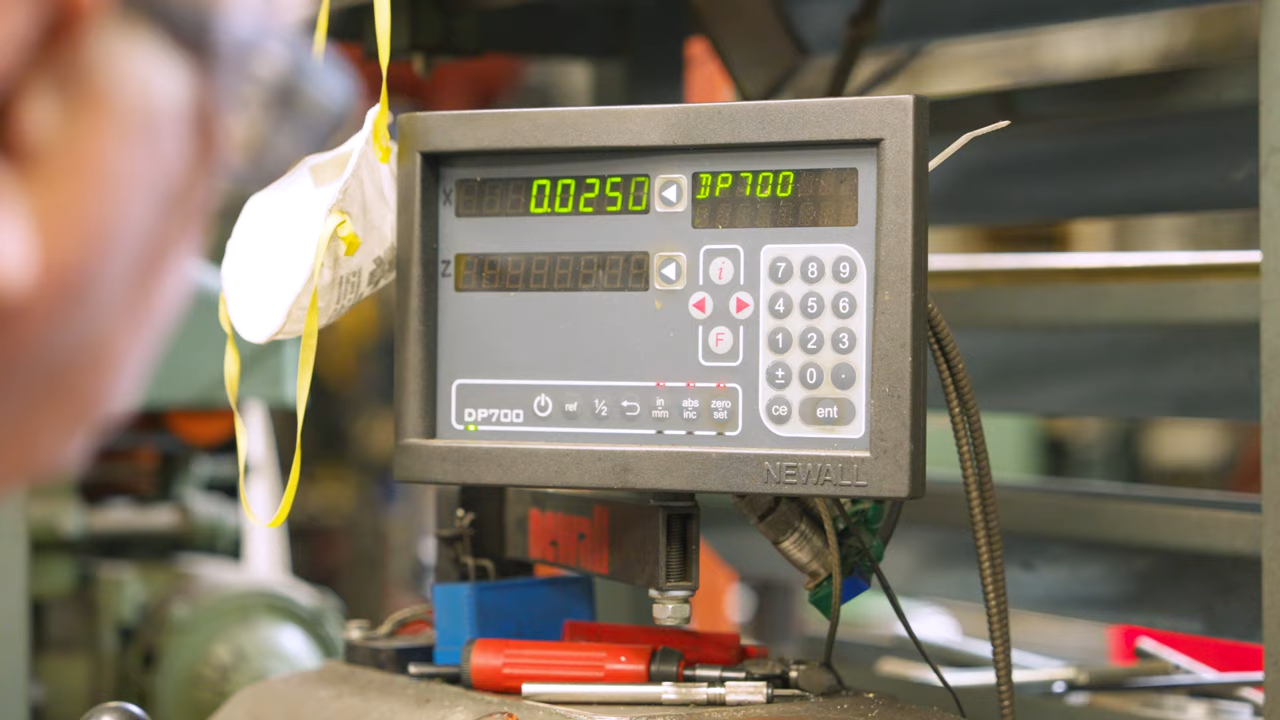 X 0.0250 DP700
Z
i
F
7 8 9
4 5 6
1 2 3
± 0 .
ce ent
DP700 ref ½ in mm abs inc zero set
NEWALL